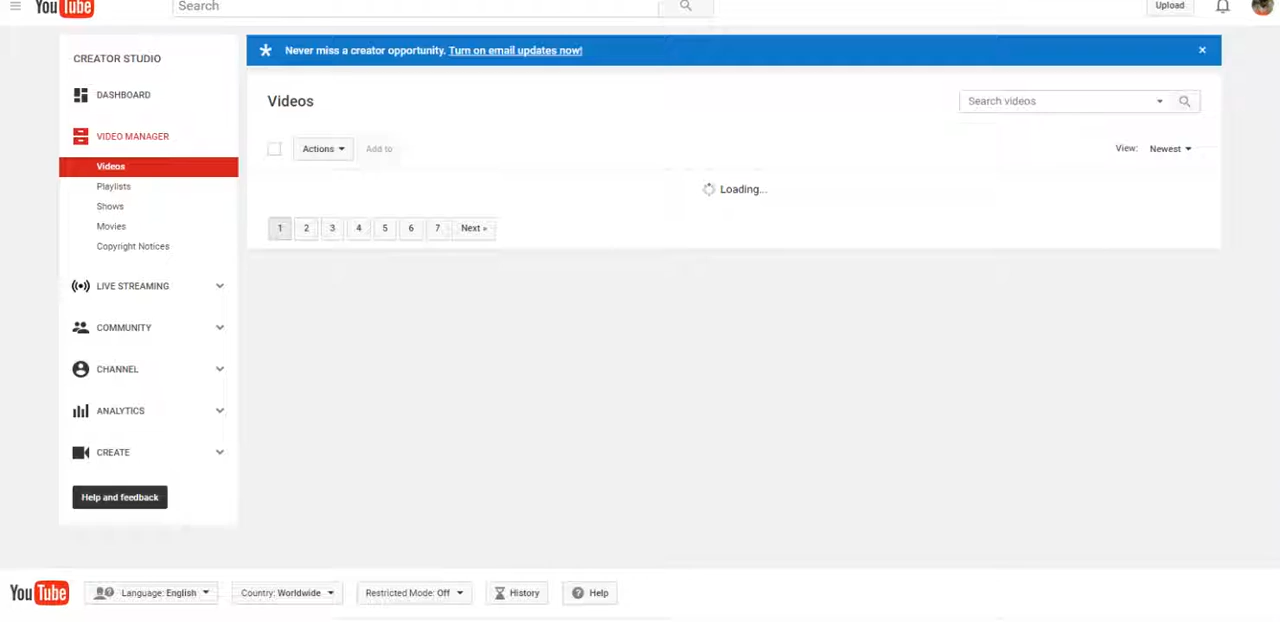 YouTube Search Upload
CREATOR STUDIO
DASHBOARD
VIDEO MANAGER
Videos
Playlists
Shows
Movies
Copyright Notices
LIVE STREAMING
COMMUNITY
CHANNEL
ANALYTICS
CREATE
Help and feedback
Never miss a creator opportunity. Turn on email updates now! ×
Videos Search videos
Actions Add to View: Newest
Loading...
1 2 3 4 5 6 7 Next »
YouTube Language: English Country: Worldwide Restricted Mode: Off History Help